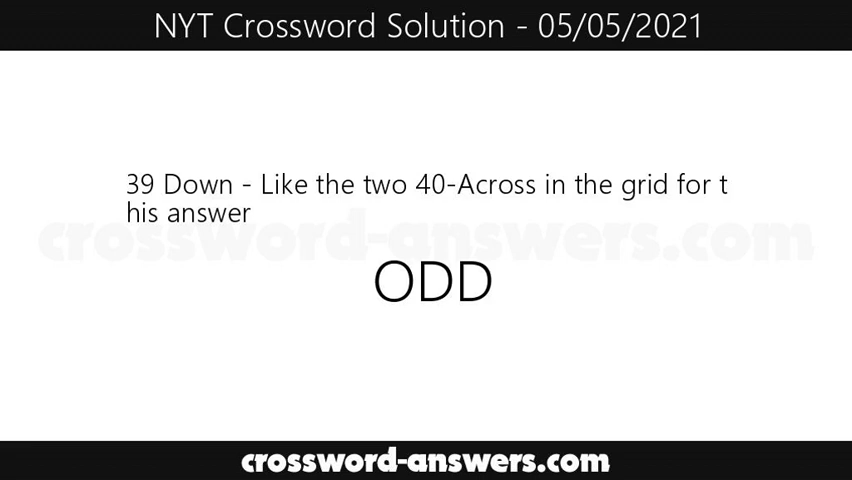 NYT Crossword Solution - 05/05/2021
39 Down - Like the two 40-Across in the grid for t
his answer
crossword-answers.com
ODD
crossword-answers.com